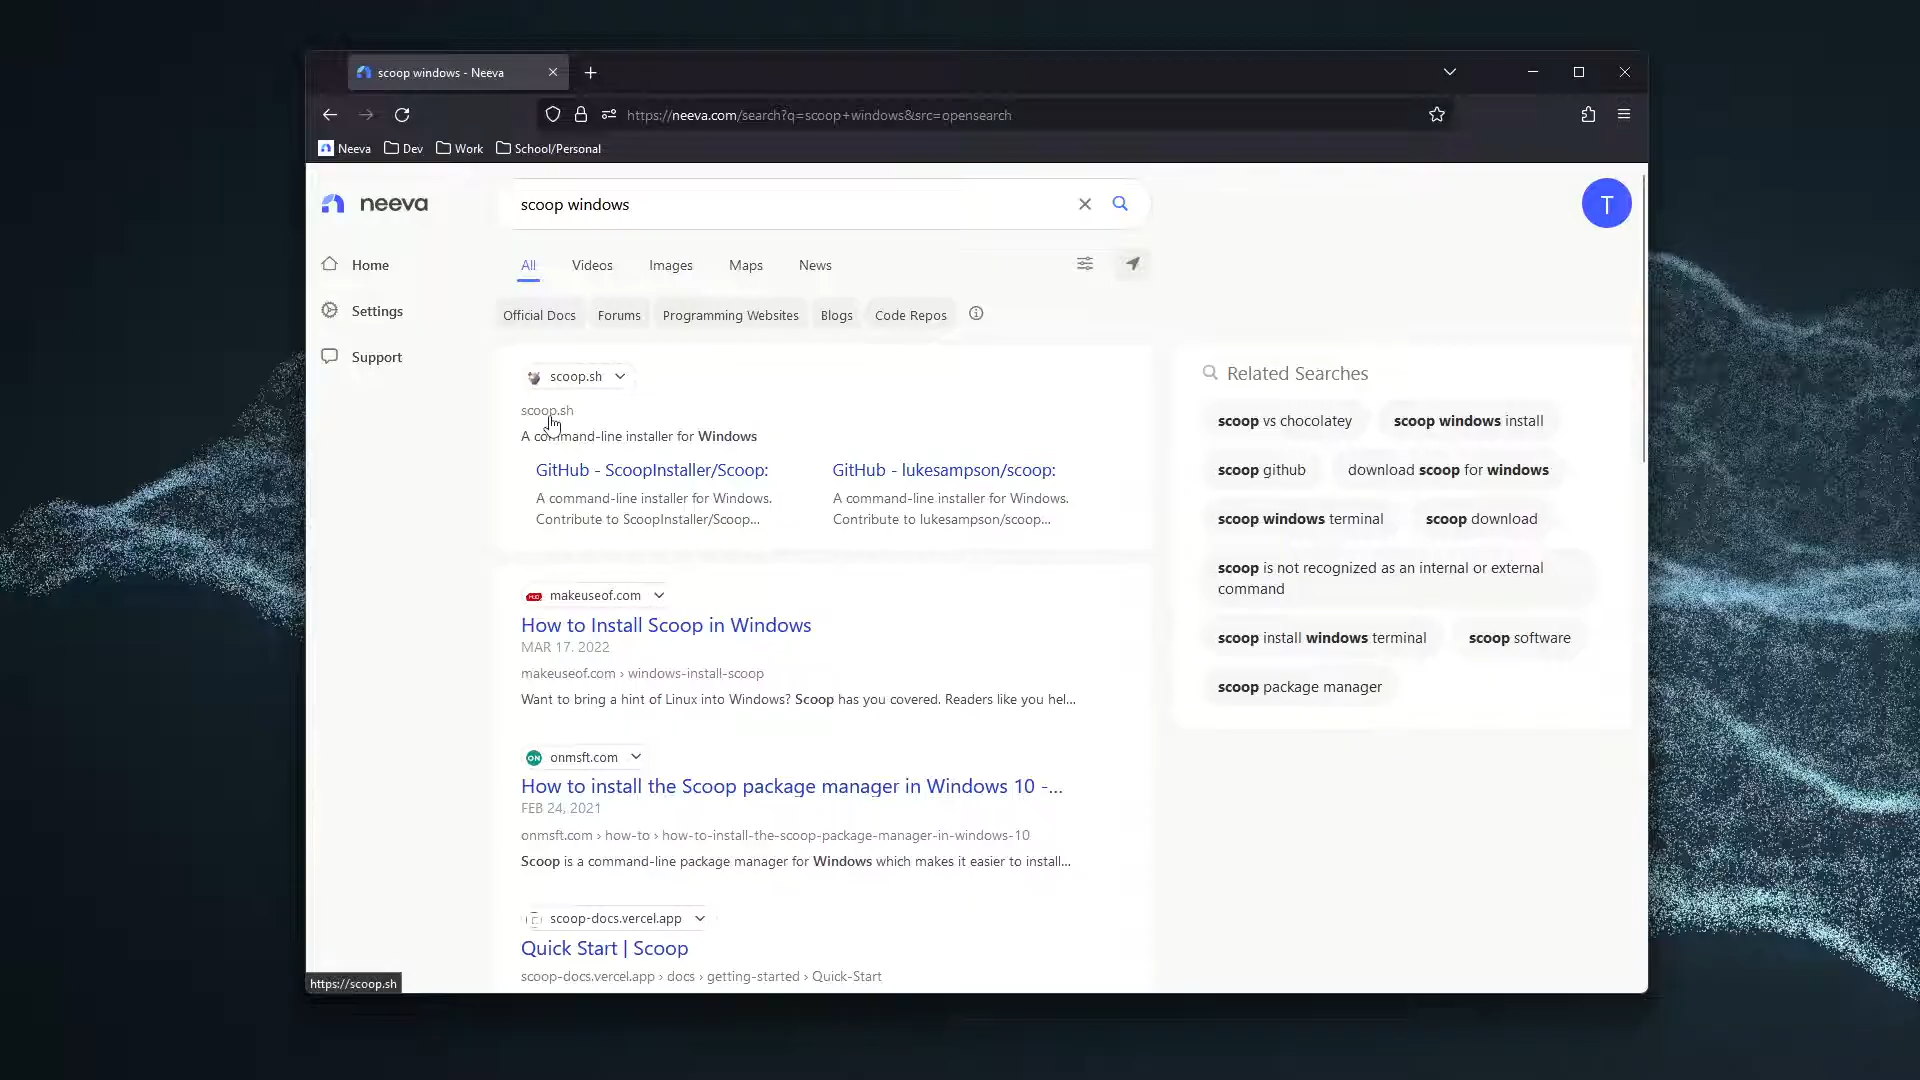 scoop windows - Neeva
https://neeva.com/search?q=scoop+windows&src=opensearch
Neeva
Dev
Work
School/Personal
neeva
scoop windows
T
Home
Settings
Support
All
Videos
Images
Maps
News
Official Docs
Forums
Programming Websites
Blogs
Code Repos
scoop.sh
scoop.sh
A command-line installer for Windows
GitHub - ScoopInstaller/Scoop:
A command-line installer for Windows.
Contribute to ScoopInstaller/Scoop...
GitHub - lukesampson/scoop:
A command-line installer for Windows.
Contribute to lukesampson/scoop...
makeuseof.com
How to Install Scoop in Windows
MAR 17, 2022
makeuseof.com › windows-install-scoop
Want to bring a hint of Linux into Windows? Scoop has you covered. Readers like you hel...
ON
onmsft.com
How to install the Scoop package manager in Windows 10 -...
FEB 24, 2021
onmsft.com › how-to › how-to-install-the-scoop-package-manager-in-windows-10
Scoop is a command-line package manager for Windows which makes it easier to install...
scoop-docs.vercel.app
Quick Start | Scoop
scoop-docs.vercel.app › docs › getting-started › Quick-Start
Related Searches
scoop vs chocolatey
scoop windows install
scoop github
download scoop for windows
scoop windows terminal
scoop download
scoop is not recognized as an internal or external
command
scoop install windows terminal
scoop software
scoop package manager
https://scoop.sh